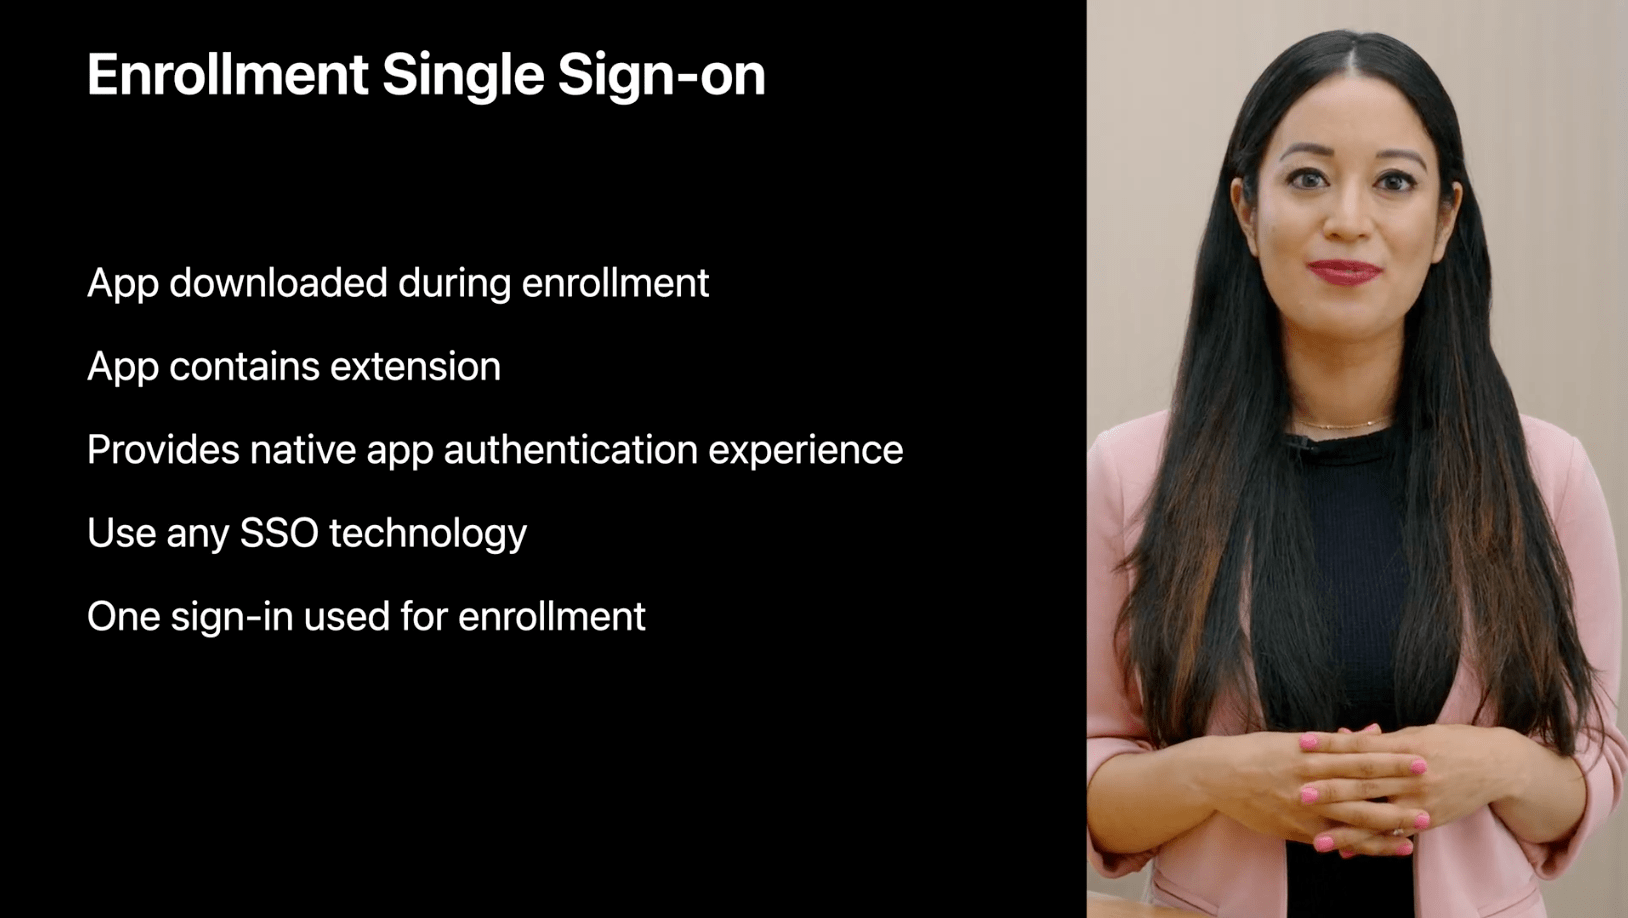 Enrollment Single Sign-on
App downloaded during enrollment
App contains extension
Provides native app authentication experience
Use any SSO technology
One sign-in used for enrollment